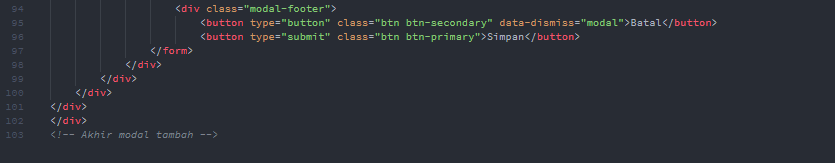 94 <div class="modal-footer">
95 <button type="button" class="btn btn-secondary" data-dismiss="modal">Batal</button>
96 <button type="submit" class="btn btn-primary">Simpan</button>
97 </form>
98 </div>
99 </div>
100 </div>
101 </div>
102 </div>
103 <!-- Akhir modal tambah -->